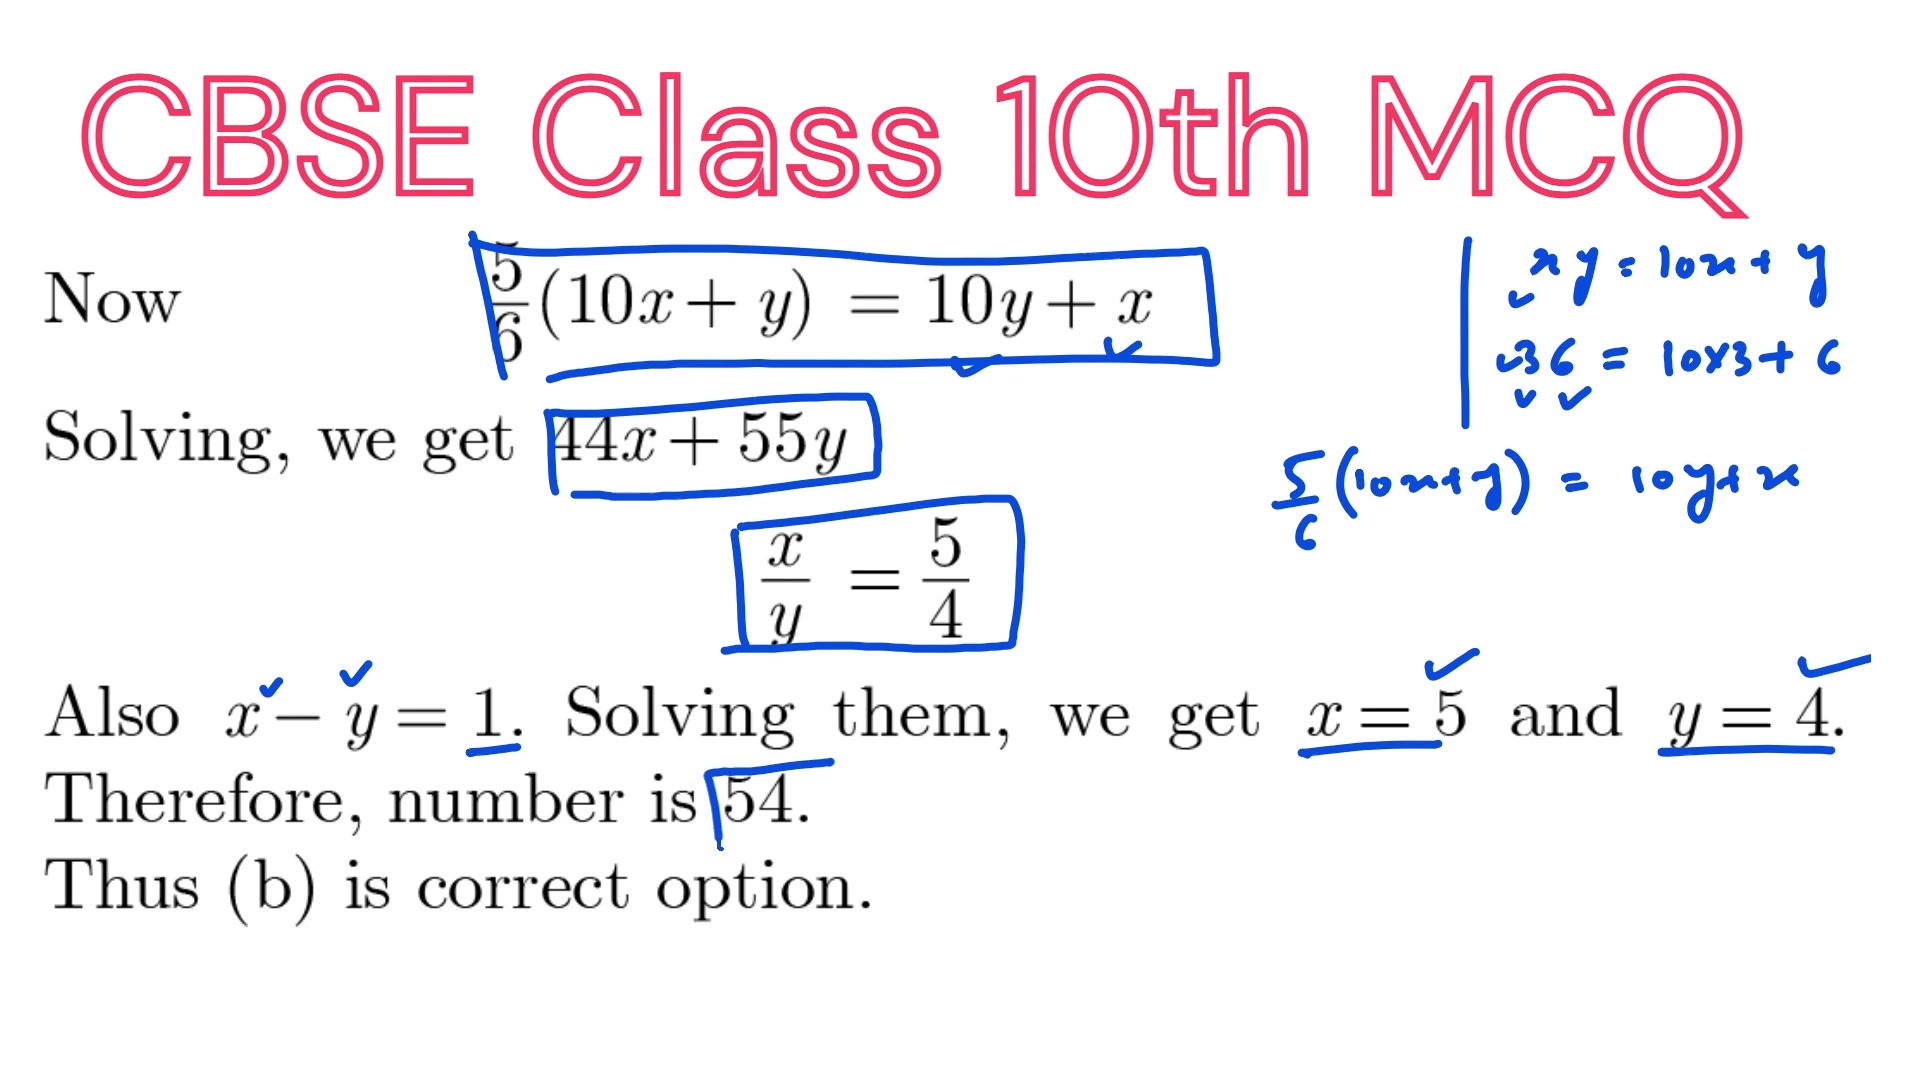 CBSE Class 10th MCQ
Now 5/6 (10x + y) = 10y + x
xy = 10x + y
36 = 10x3 + 6
Solving, we get 44x + 55y
5/6 (10x+y) = 10y+x
x/y = 5/4
Also x − y = 1. Solving them, we get x = 5 and y = 4.
Therefore, number is 54.
Thus (b) is correct option.